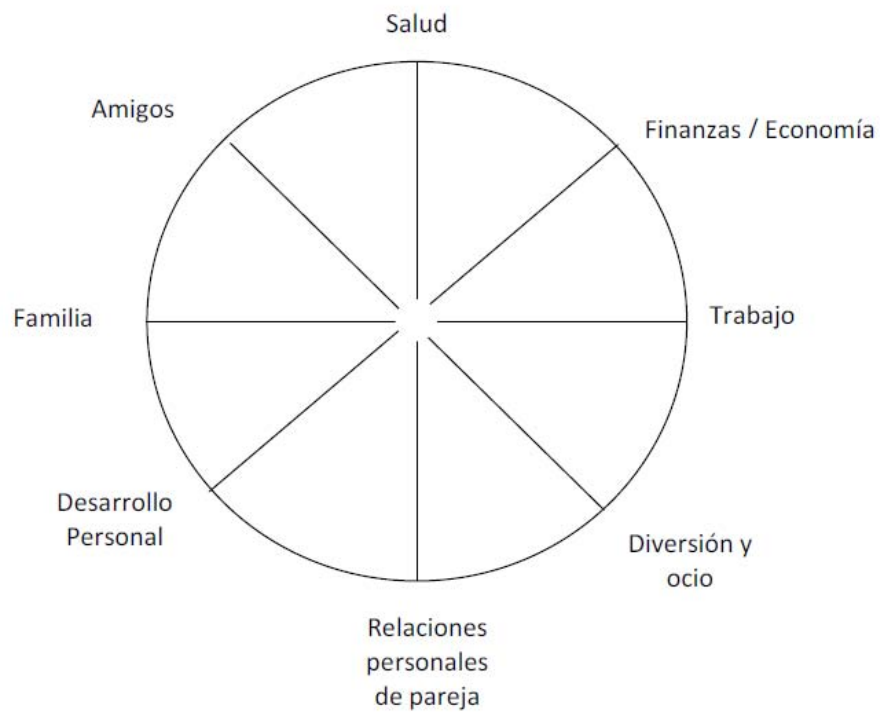 Salud
Amigos
Finanzas / Economía
Familia
Trabajo
Desarrollo
Personal
Diversión y
ocio
Relaciones
personales
de pareja